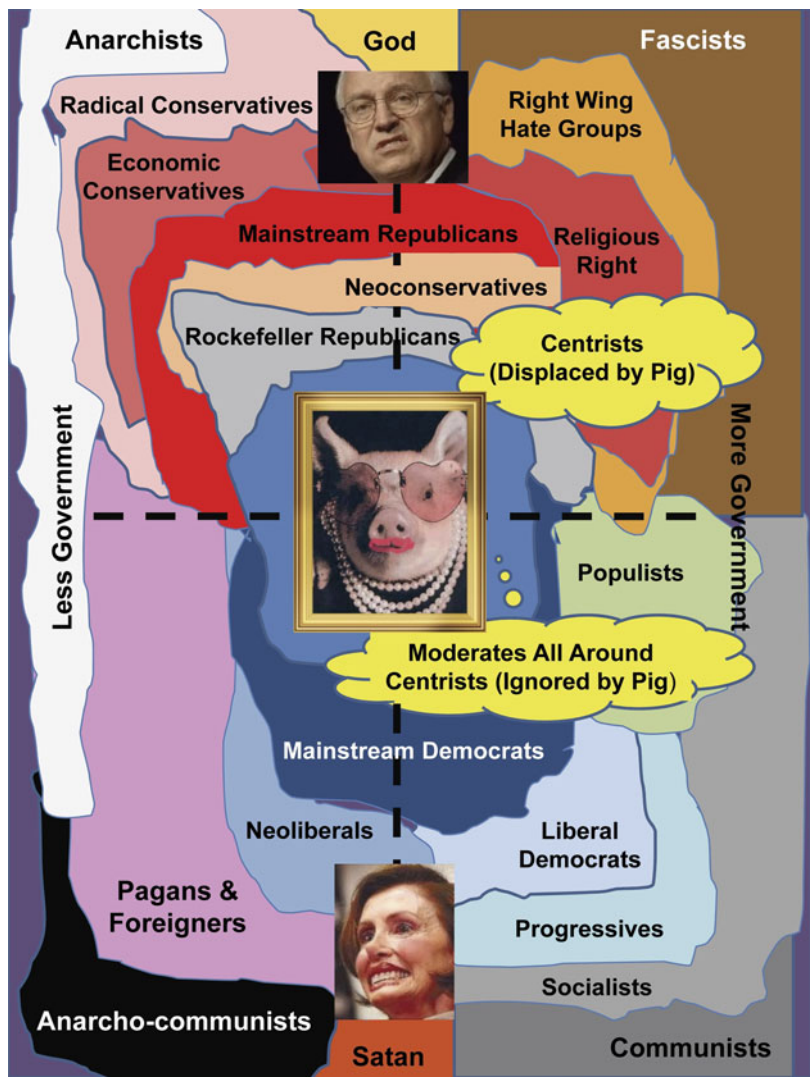 Anarchists
God
Fascists
Radical Conservatives
Right Wing
Hate Groups
Economic
Conservatives
Mainstream Republicans
Religious
Right
Neoconservatives
Rockefeller Republicans
Centrists
(Displaced by Pig)
Less Government
More Government
Populists
Moderates All Around
Centrists (Ignored by Pig)
Mainstream Democrats
Neoliberals
Liberal
Democrats
Pagans &
Foreigners
Progressives
Socialists
Anarcho-communists
Satan
Communists